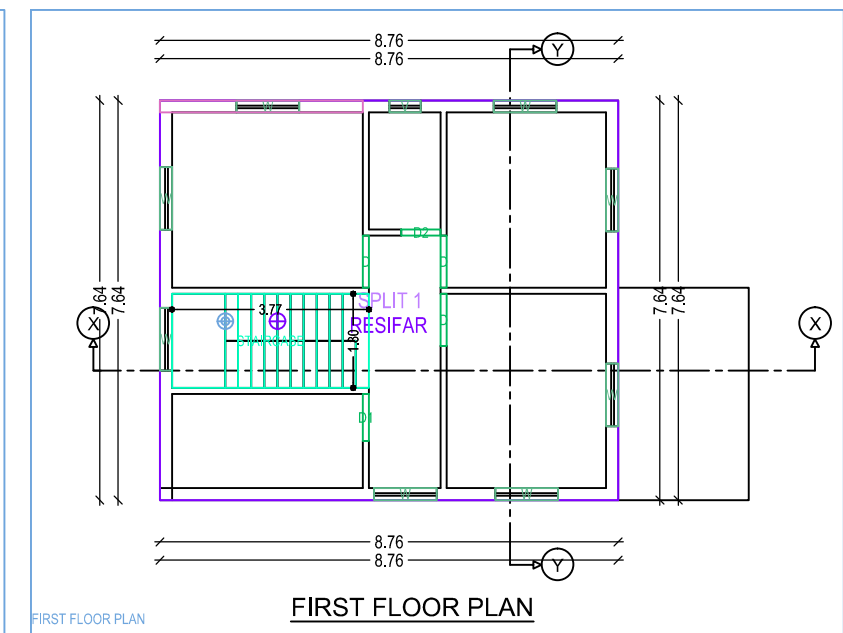 8.76
8.76
Y
W
V
W
W
W
D2
D
D
SPLIT 1
7.64
7.64
3.77
7.64
7.64
RESIFAR
X
X
D
W
STAIRCASE
1.80
W
D1
W
W
8.76
8.76
Y
FIRST FLOOR PLAN
FIRST FLOOR PLAN